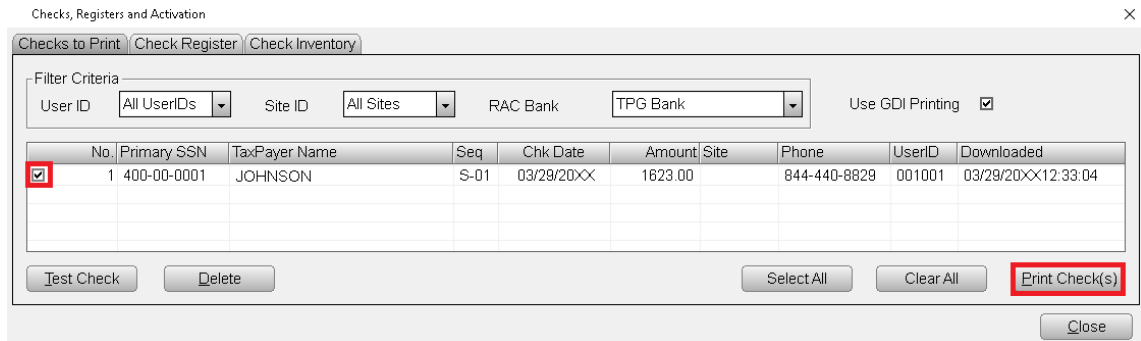 Checks, Registers and Activation
Checks to Print Check Register Check Inventory
Filter Criteria
User ID All UserIDs Site ID All Sites RAC Bank TPG Bank Use GDI Printing
No. Primary SSN TaxPayer Name Seq Chk Date Amount Site Phone UserID Downloaded
1 400-00-0001 JOHNSON S-01 03/29/20XX 1623.00 844-440-8829 001001 03/29/20XX12:33:04
Test Check Delete Select All Clear All Print Check(s)
Close